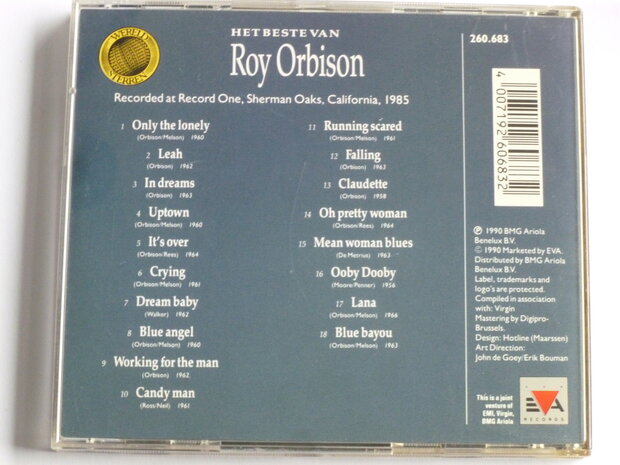 WERELD
STERREN
HET BESTE VAN
Roy Orbison
Recorded at Record One, Sherman Oaks, California, 1985
1 Only the lonely
(Orbison/Melson) 1960
2 Leah
(Orbison) 1962
3 In dreams
(Orbison) 1963
4 Uptown
(Orbison/Melson) 1960
5 It's over
(Orbison/Rees) 1964
6 Crying
(Orbison/Melson) 1961
7 Dream baby
(Walker) 1962
8 Blue angel
(Orbison/Melson) 1960
9 Working for the man
(Orbison) 1962
10 Candy man
(Ross/Neil) 1961
11 Running scared
(Orbison/Melson) 1961
12 Falling
(Orbison) 1963
13 Claudette
(Orbison) 1958
14 Oh pretty woman
(Orbison/Rees) 1964
15 Mean woman blues
(De Metrius) 1963
16 Ooby Dooby
(Moore/Penner) 1956
17 Lana
(Orbison/Melson) 1966
18 Blue bayou
(Orbison/Melson) 1963
260.683
4 007192 606832
℗ 1990 BMG Ariola
Benelux B.V.
© 1990 Marketed by EVA.
Distributed by BMG Ariola
Benelux B.V.
Label, trademarks and
logo's are protected.
Compiled in association
with: Virgin
Mastering by Digipro-
Brussels.
Design: Hotline (Maarssen)
Art Direction:
John de Goey/Erik Bouman
This is a joint
venture of
EMI, Virgin,
BMG Ariola
EVA
RECORDS